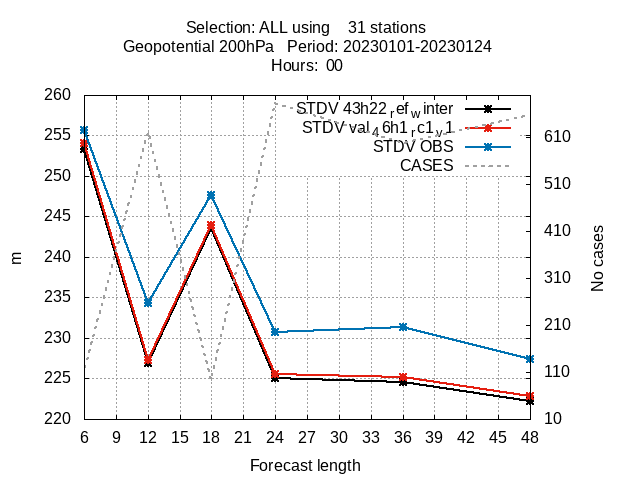 Selection: ALL using    31 stations
Geopotential 200hPa   Period: 20230101-20230124
Hours:  00
260
255
250
245
240
235
230
225
220
m
STDV 43h22refwinter
STDV val46h1rc1v1
STDV OBS
CASES
610
510
410
310
210
110
10
No cases
6 9 12 15 18 21 24 27 30 33 36 39 42 45 48
Forecast length